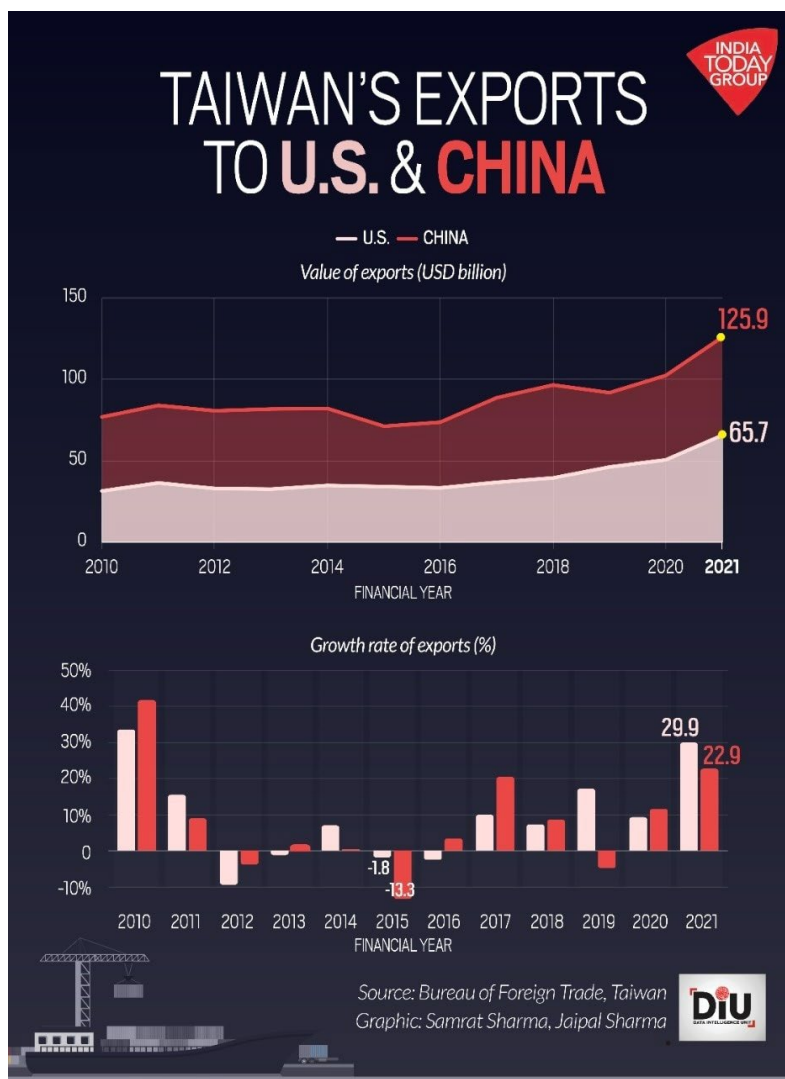 INDIA
TODAY
GROUP
TAIWAN'S EXPORTS
TO U.S. & CHINA
U.S. CHINA
Value of exports (USD billion)
150
125.9
100
65.7
50
0
2010 2012 2014 2016 2018 2020 2021
FINANCIAL YEAR
Growth rate of exports (%)
50%
40%
30%
29.9
22.9
20%
10%
0
-1.8
-10%
-13.3
2010 2011 2012 2013 2014 2015 2016 2017 2018 2019 2020 2021
FINANCIAL YEAR
Source: Bureau of Foreign Trade, Taiwan
Graphic: Samrat Sharma, Jaipal Sharma
DiU
DATA INTELLIGENCE UNIT